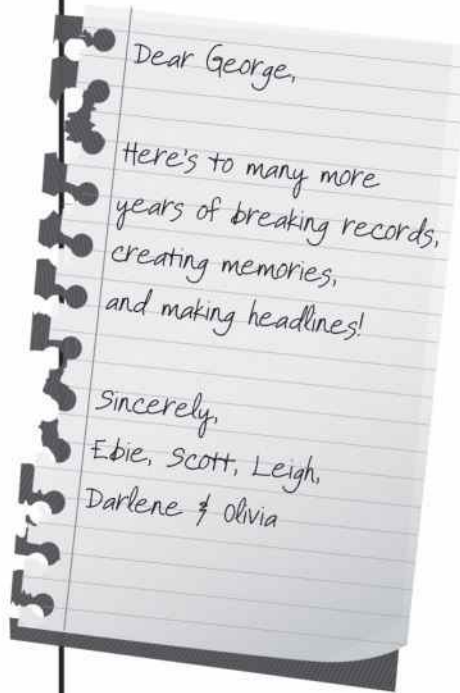 Dear George,
Here's to many more
years of breaking records,
creating memories,
and making headlines!
Sincerely,
Ebie, Scott, Leigh,
Darlene & Olivia